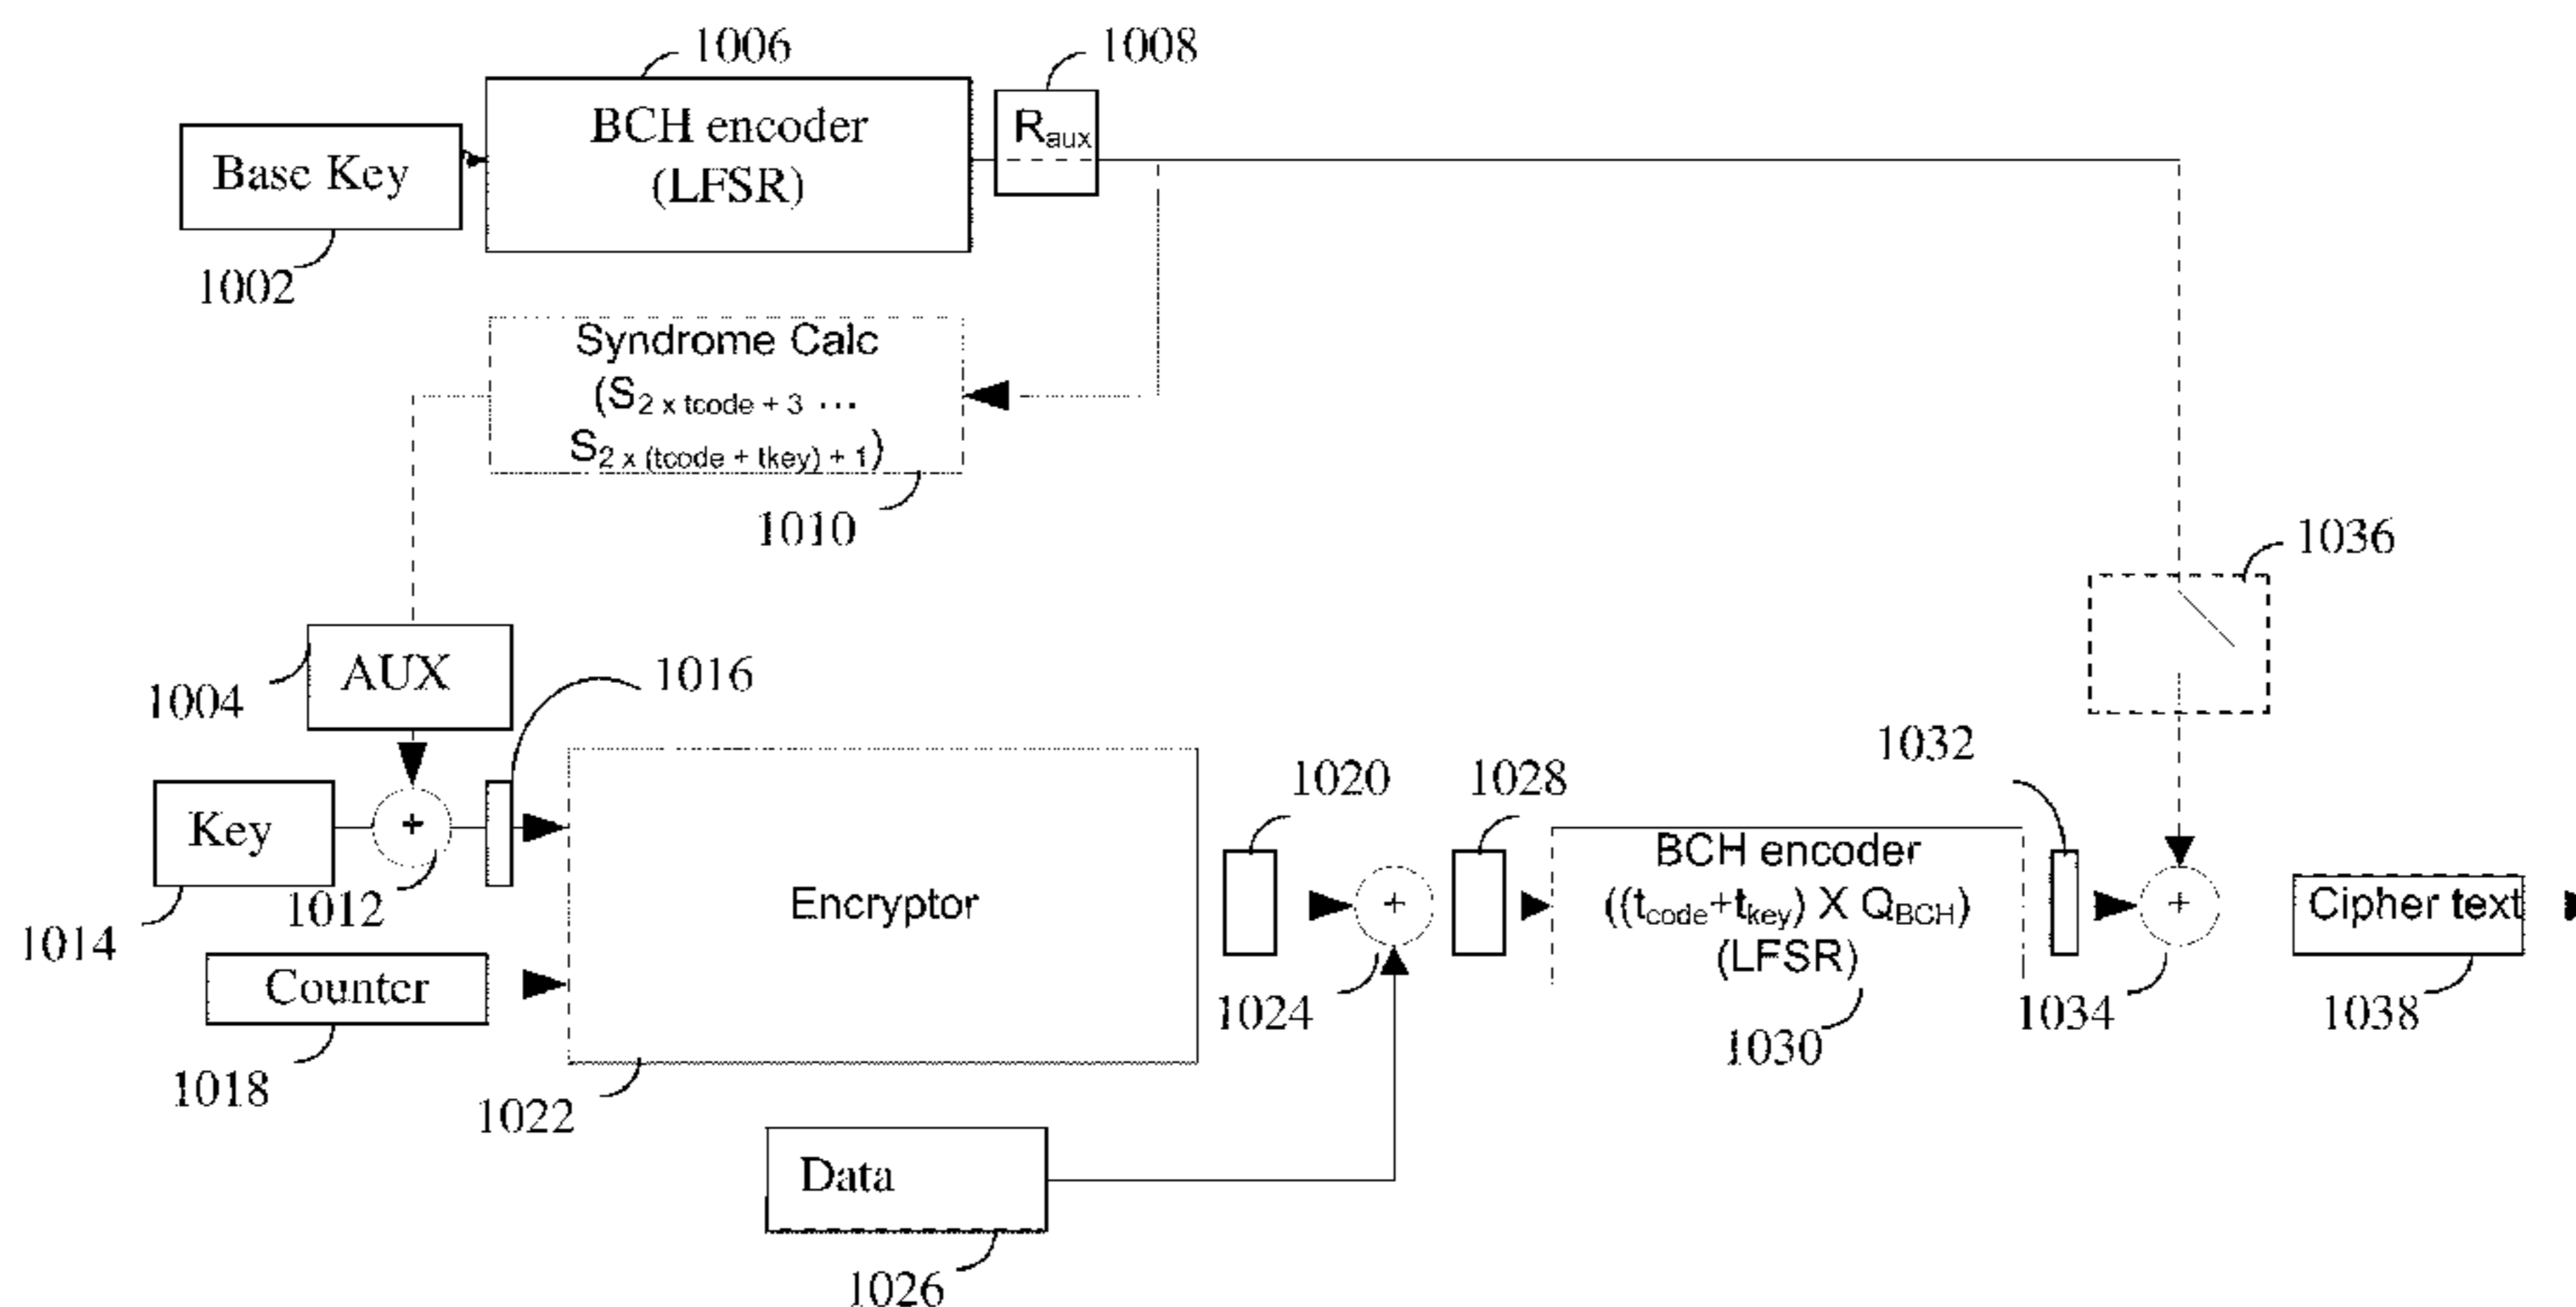 1006
1008
BCH encoder
(LFSR)
Raux
Base Key
1002
Syndrome Calc
(S2 x tcode + 3 ...
S2 x (tcode + tkey) + 1)
1010
1036
AUX
1004
1016
Key
+
1012
1014
Counter
1018
Encryptor
1022
1020
+
1024
1028
Data
1026
BCH encoder
((tcode+tkey) X QBCH)
(LFSR)
1030
1032
+
1034
Cipher text
1038